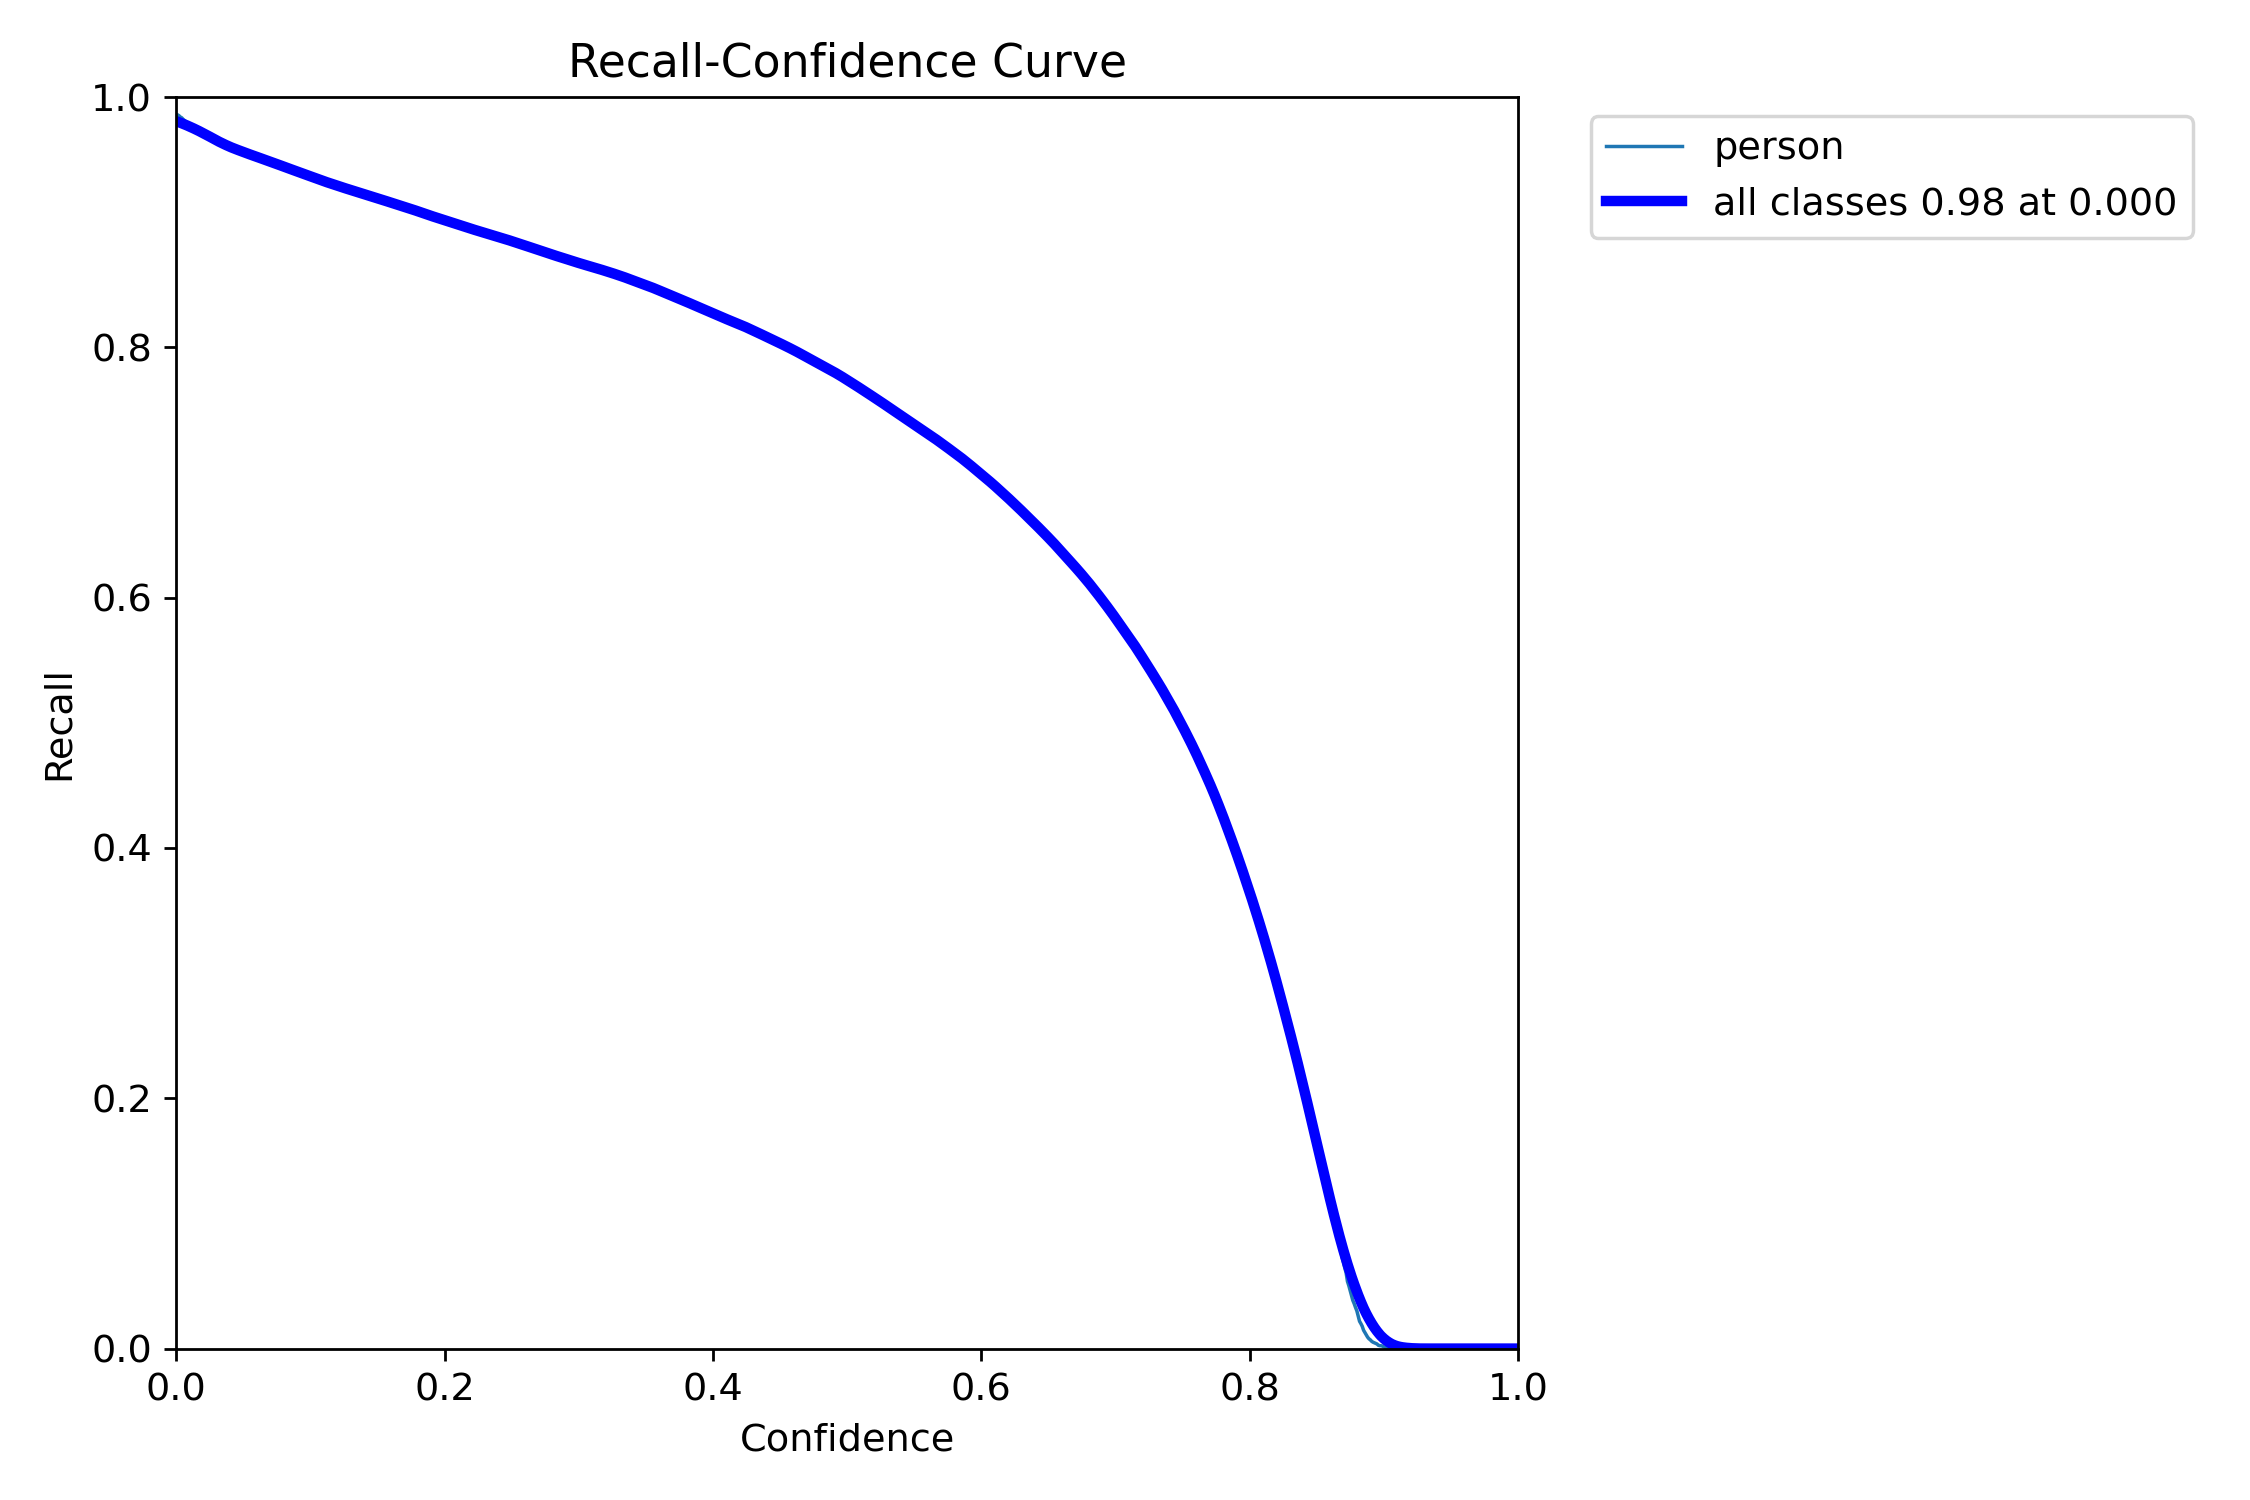 Recall-Confidence Curve
1.0
0.8
0.6
0.4
0.2
0.0
Recall
0.0 0.2 0.4 0.6 0.8 1.0
Confidence
person
all classes 0.98 at 0.000